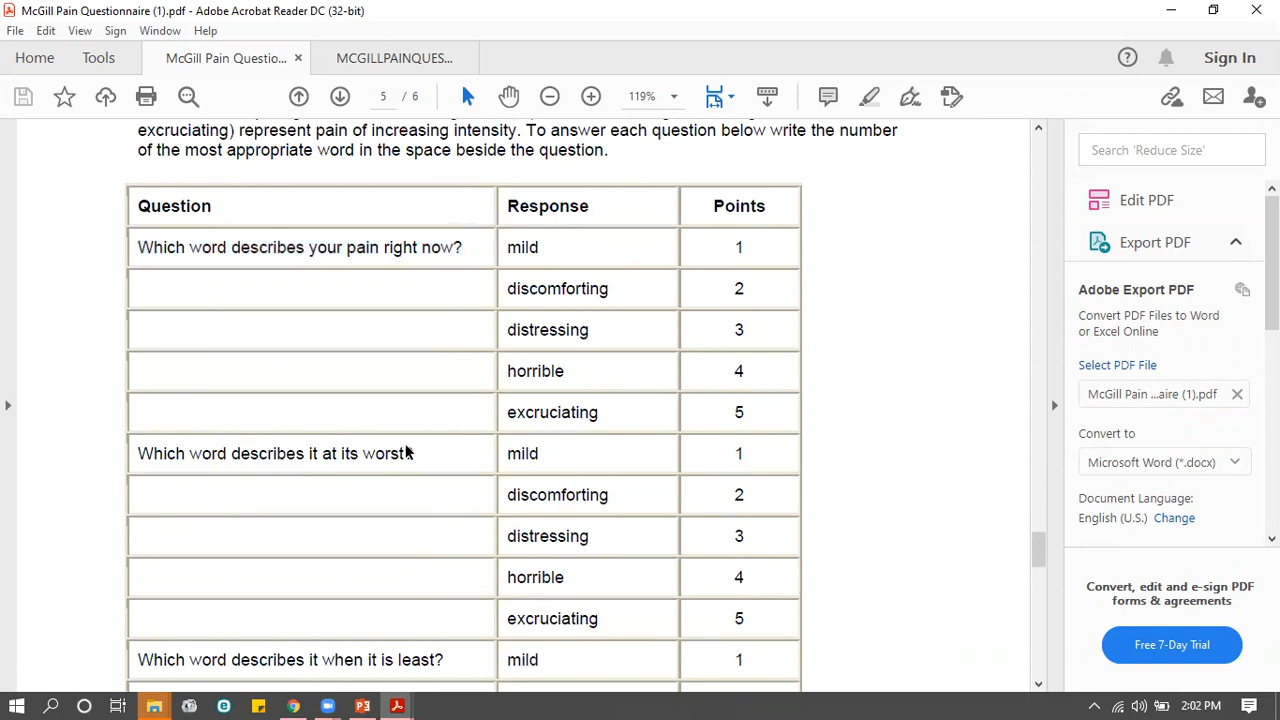 McGill Pain Questionnaire (1).pdf - Adobe Acrobat Reader DC (32-bit)
File Edit View Sign Window Help
Home Tools McGill Pain Questio... × MCGILLPAINQUES... Sign In
5 / 6 119%
excruciating) represent pain of increasing intensity. To answer each question below write the number
of the most appropriate word in the space beside the question.
Question Response Points
Which word describes your pain right now? mild 1
discomforting 2
distressing 3
horrible 4
excruciating 5
Which word describes it at its worst mild 1
discomforting 2
distressing 3
horrible 4
excruciating 5
Which word describes it when it is least? mild 1
Search 'Reduce Size'
Edit PDF
Export PDF
Adobe Export PDF
Convert PDF Files to Word
or Excel Online
Select PDF File
McGill Pain ...aire (1).pdf
Convert to
Microsoft Word (*.docx)
Document Language:
English (U.S.) Change
Convert, edit and e-sign PDF
forms & agreements
Free 7-Day Trial
2:02 PM